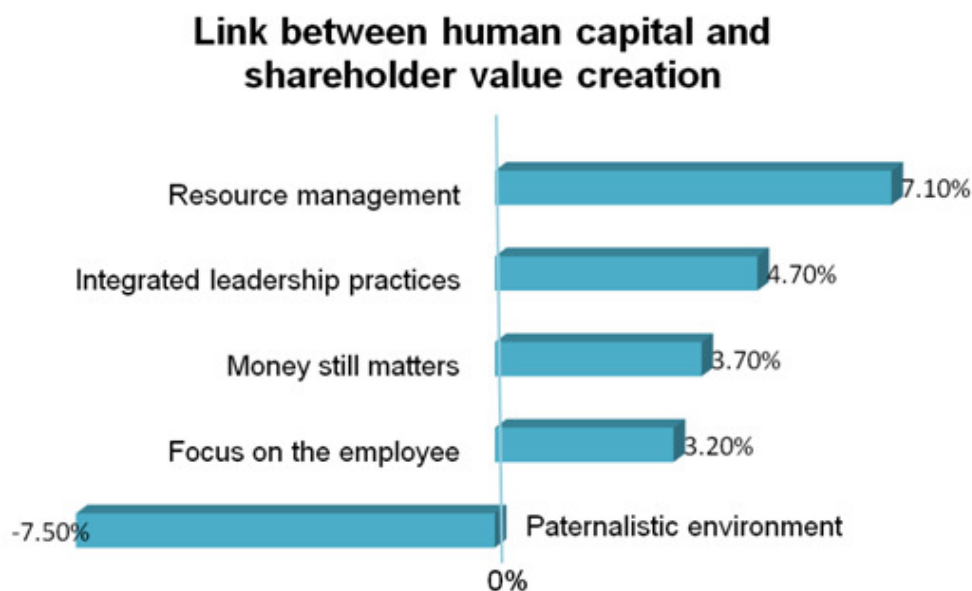 Link between human capital and
shareholder value creation
Resource management
7.10%
Integrated leadership practices
4.70%
Money still matters
3.70%
Focus on the employee
3.20%
-7.50%
Paternalistic environment
0%